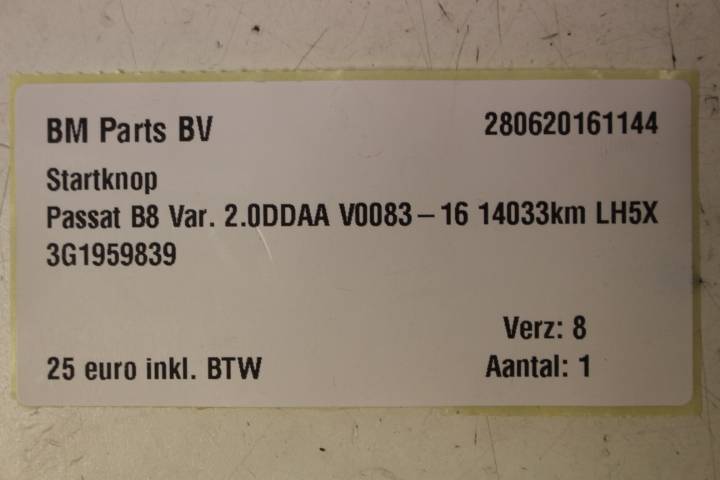 BM Parts BV 280620161144
Startknop
Passat B8 Var. 2.0DDAA V0083 – 16 14033km LH5X
3G1959839
Verz: 8
25 euro inkl. BTW Aantal: 1